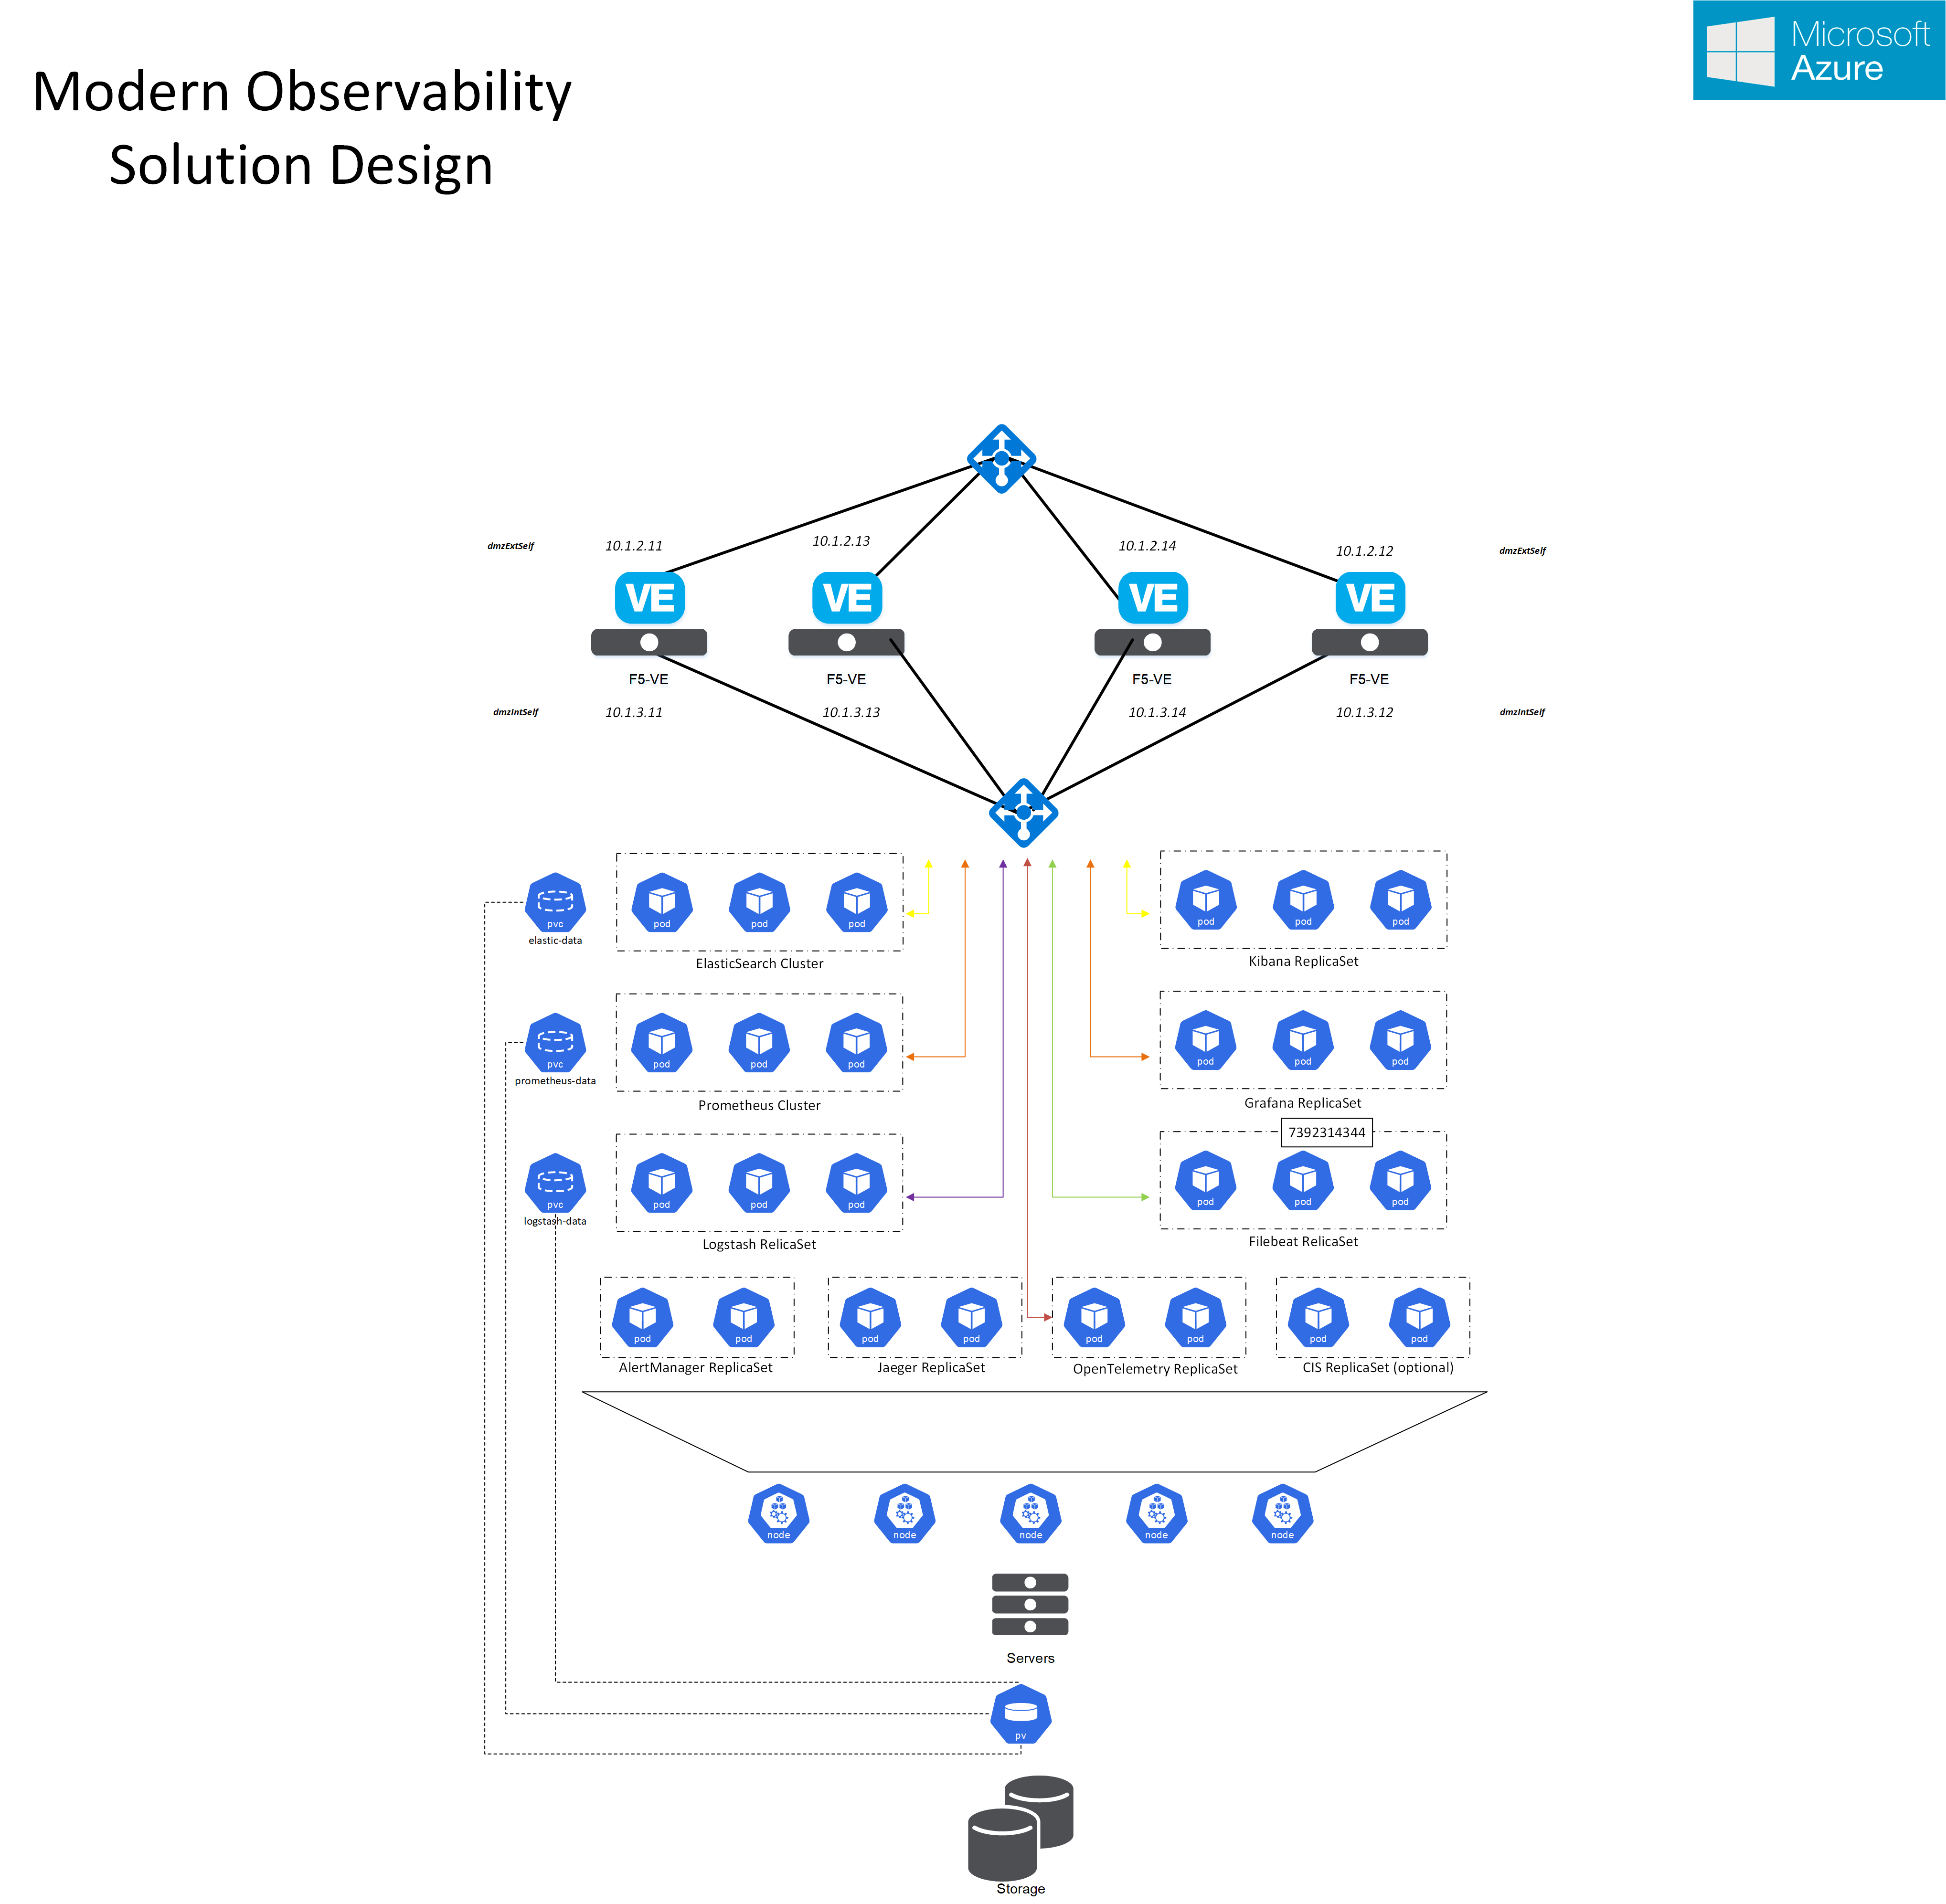 Microsoft
Azure
Modern Observability
Solution Design
dmzExtSelf
10.1.2.11
10.1.2.13
10.1.2.14
10.1.2.12
dmzExtSelf
VE
VE
VE
VE
F5-VE
F5-VE
F5-VE
F5-VE
dmzIntSelf
10.1.3.11
10.1.3.13
10.1.3.14
10.1.3.12
dmzIntSelf
pvc
elastic-data
pod
pod
pod
ElasticSearch Cluster
pod
pod
pod
Kibana ReplicaSet
pvc
prometheus-data
pod
pod
pod
Prometheus Cluster
pod
pod
pod
Grafana ReplicaSet
7392314344
pvc
logstash-data
pod
pod
pod
Logstash RelicaSet
pod
pod
pod
Filebeat RelicaSet
pod
pod
AlertManager ReplicaSet
pod
pod
Jaeger ReplicaSet
pod
pod
OpenTelemetry ReplicaSet
pod
pod
CIS ReplicaSet (optional)
node
node
node
node
node
Servers
pv
Storage